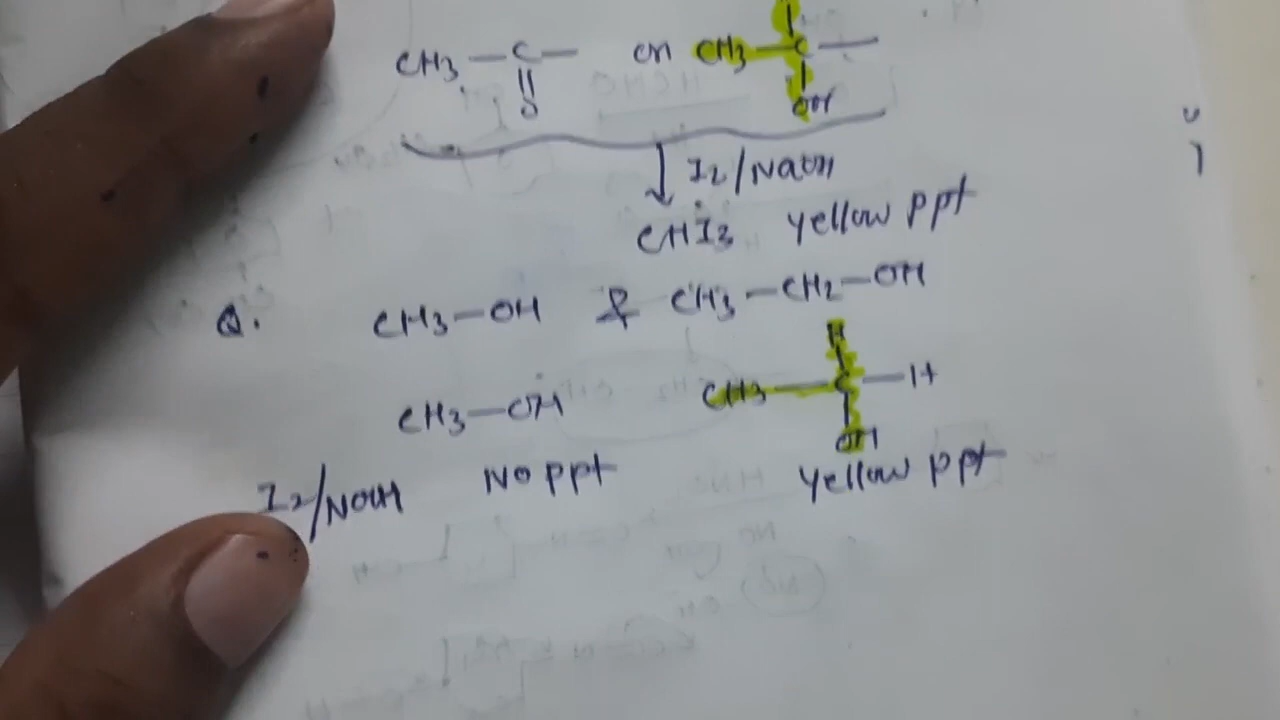 CH3—C— OH CH3—C—
O OH
I2/NaOH
CHI3 Yellow ppt
Q. CH3—OH & CH3—CH2—OH
H
CH3—OH CH3—C—H
OH
I2/NaOH No ppt Yellow ppt